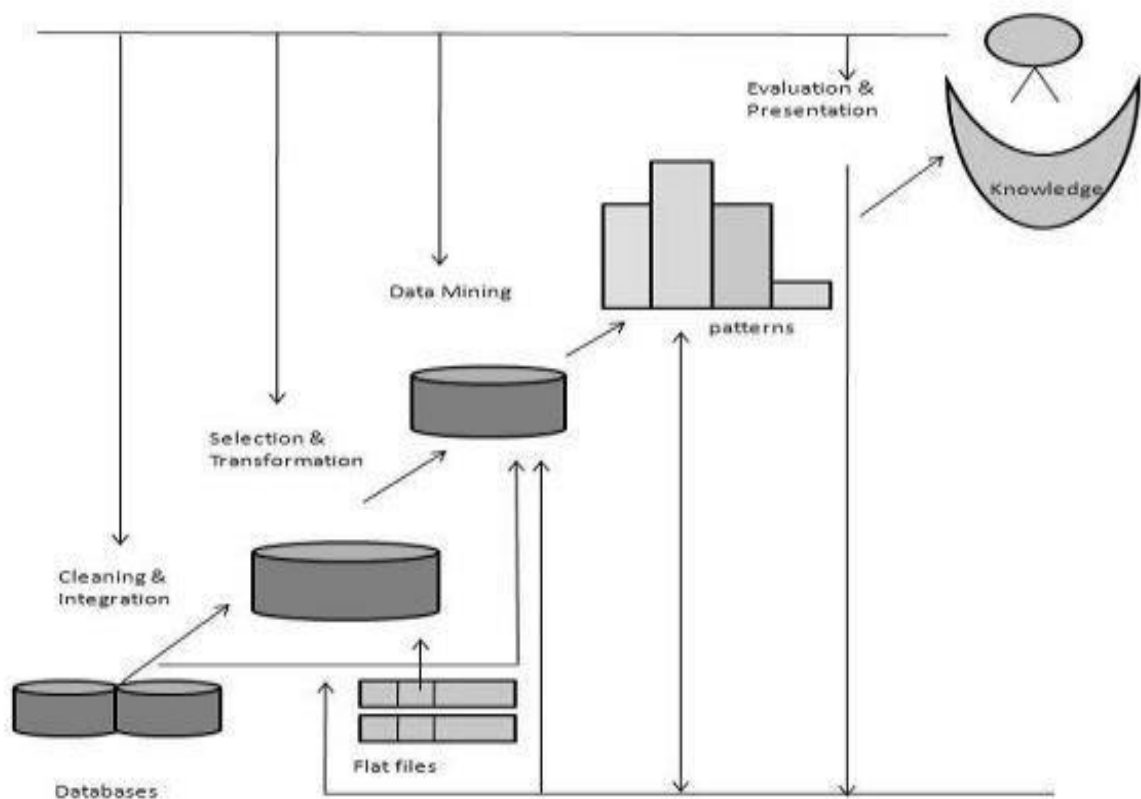 Evaluation &
Presentation
Knowledge
Data Mining
patterns
Selection &
Transformation
Cleaning &
Integration
Flat files
Databases